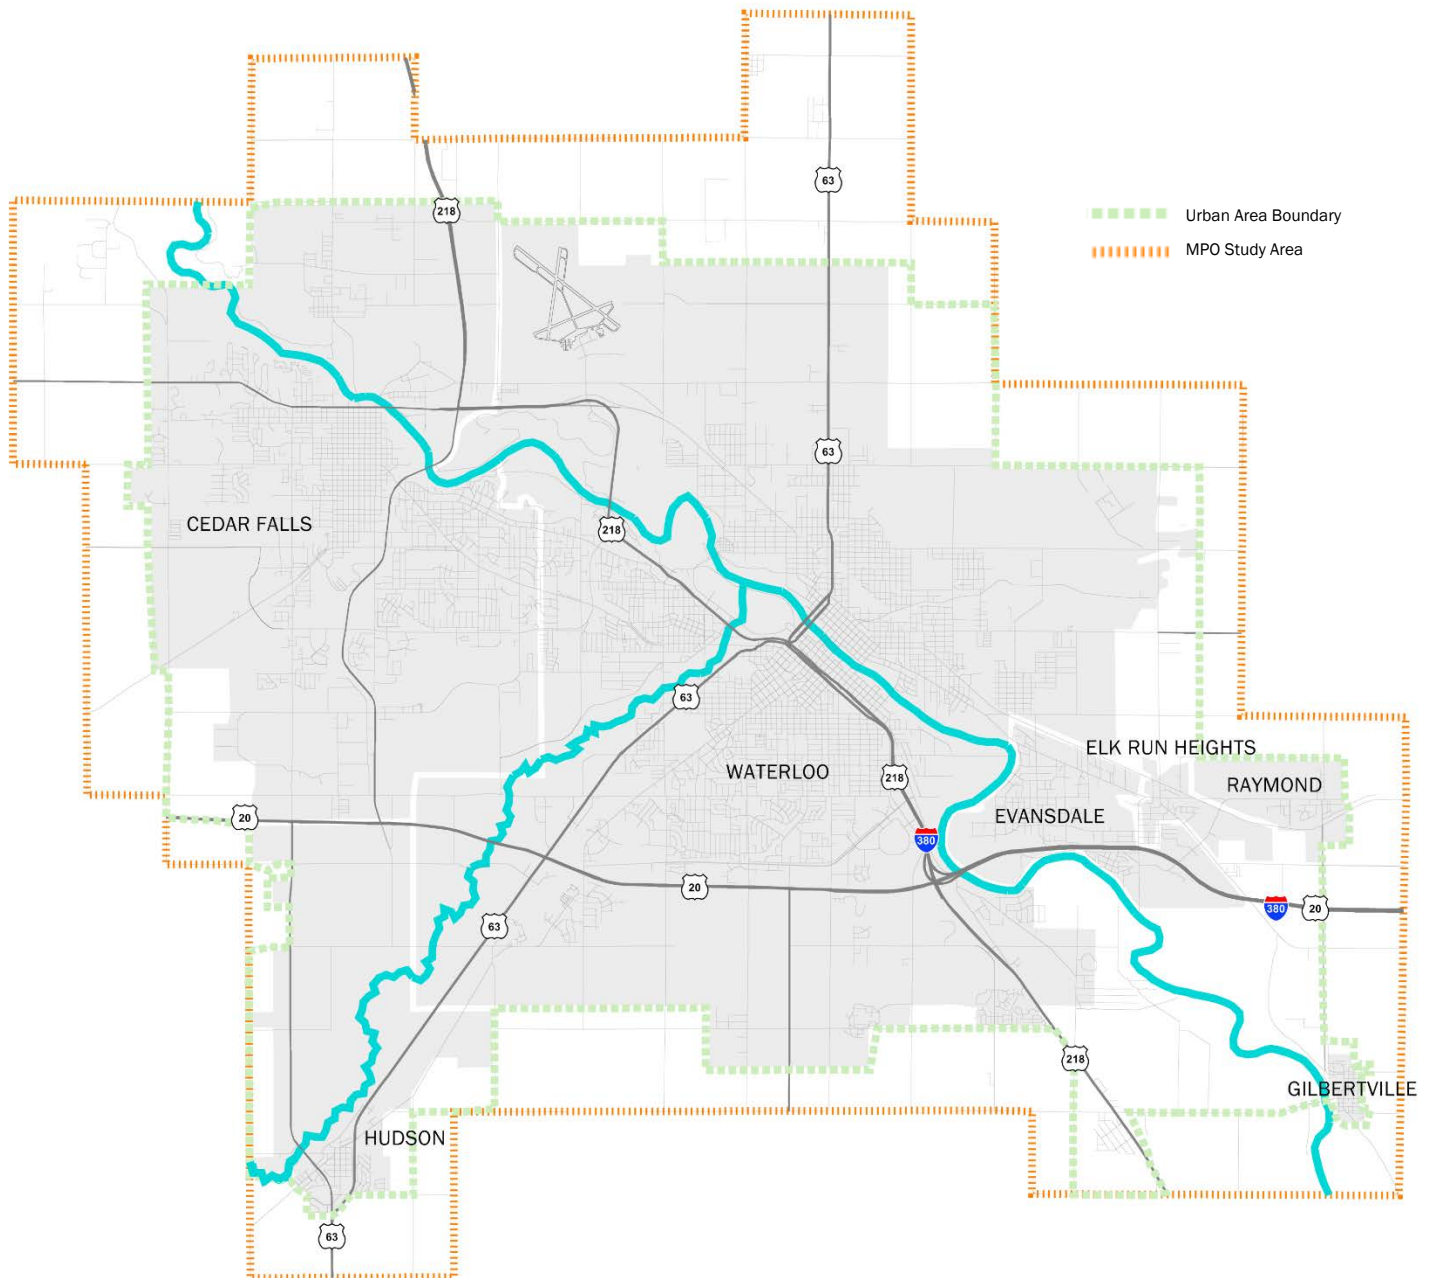 63
218
Urban Area Boundary
MPO Study Area
63
CEDAR FALLS
218
63
ELK RUN HEIGHTS
WATERLOO
218
RAYMOND
EVANSDALE
20
380
20
380
20
63
218
GILBERTVILLE
HUDSON
63